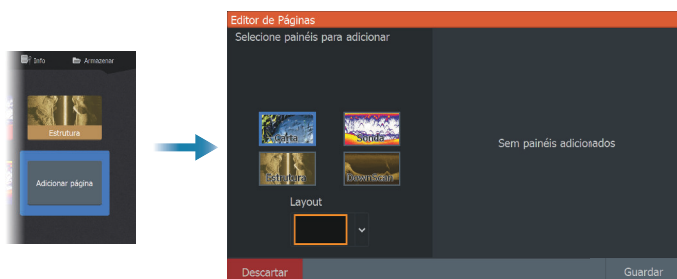 Info
Armazenar
Estrutura
Adicionar página
Editor de Páginas
Selecione painéis para adicionar
Carta
Sonda
Estrutura
Downscan
Layout
Sem painéis adicionados
Descartar
Guardar